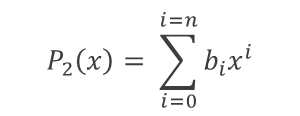 P₂(x) = ∑_{i=0}^{i=n} bᵢxⁱ